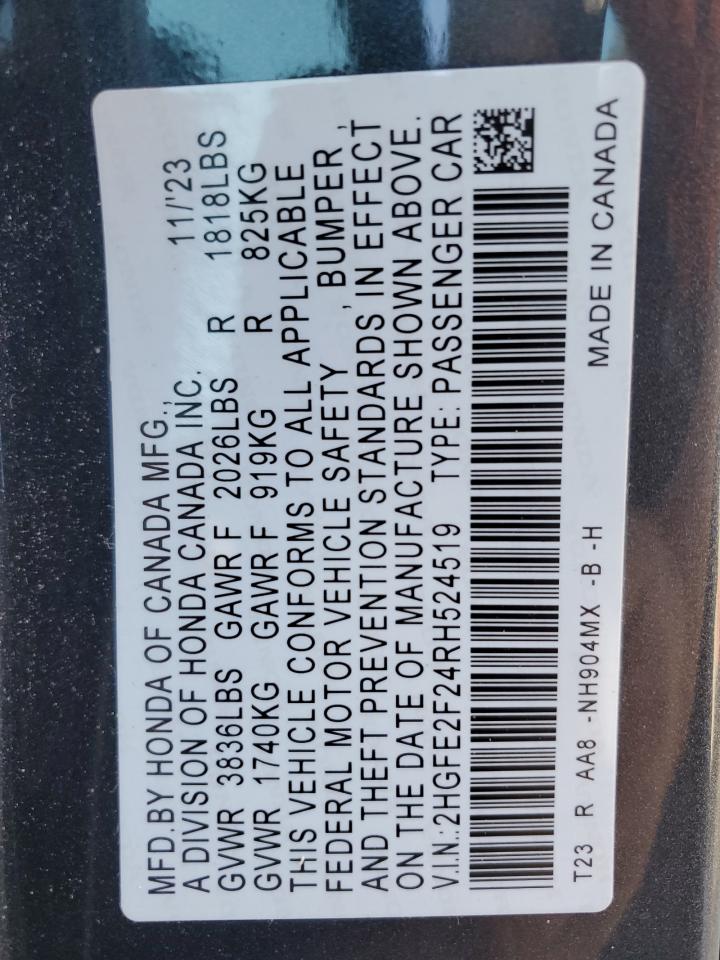 MFD.BY HONDA OF CANADA MFG.,
A DIVISION OF HONDA CANADA INC. 11/'23
GVWR 3836LBS GAWR F 2026LBS R 1818LBS
GVWR 1740KG GAWR F 919KG R 825KG
THIS VEHICLE CONFORMS TO ALL APPLICABLE
FEDERAL MOTOR VEHICLE SAFETY , BUMPER ,
AND THEFT PREVENTION STANDARDS IN EFFECT
ON THE DATE OF MANUFACTURE SHOWN ABOVE.
V.I.N.:2HGFE2F24RH524519 TYPE: PASSENGER CAR
T23 R AA8 -NH904MX -B -H MADE IN CANADA